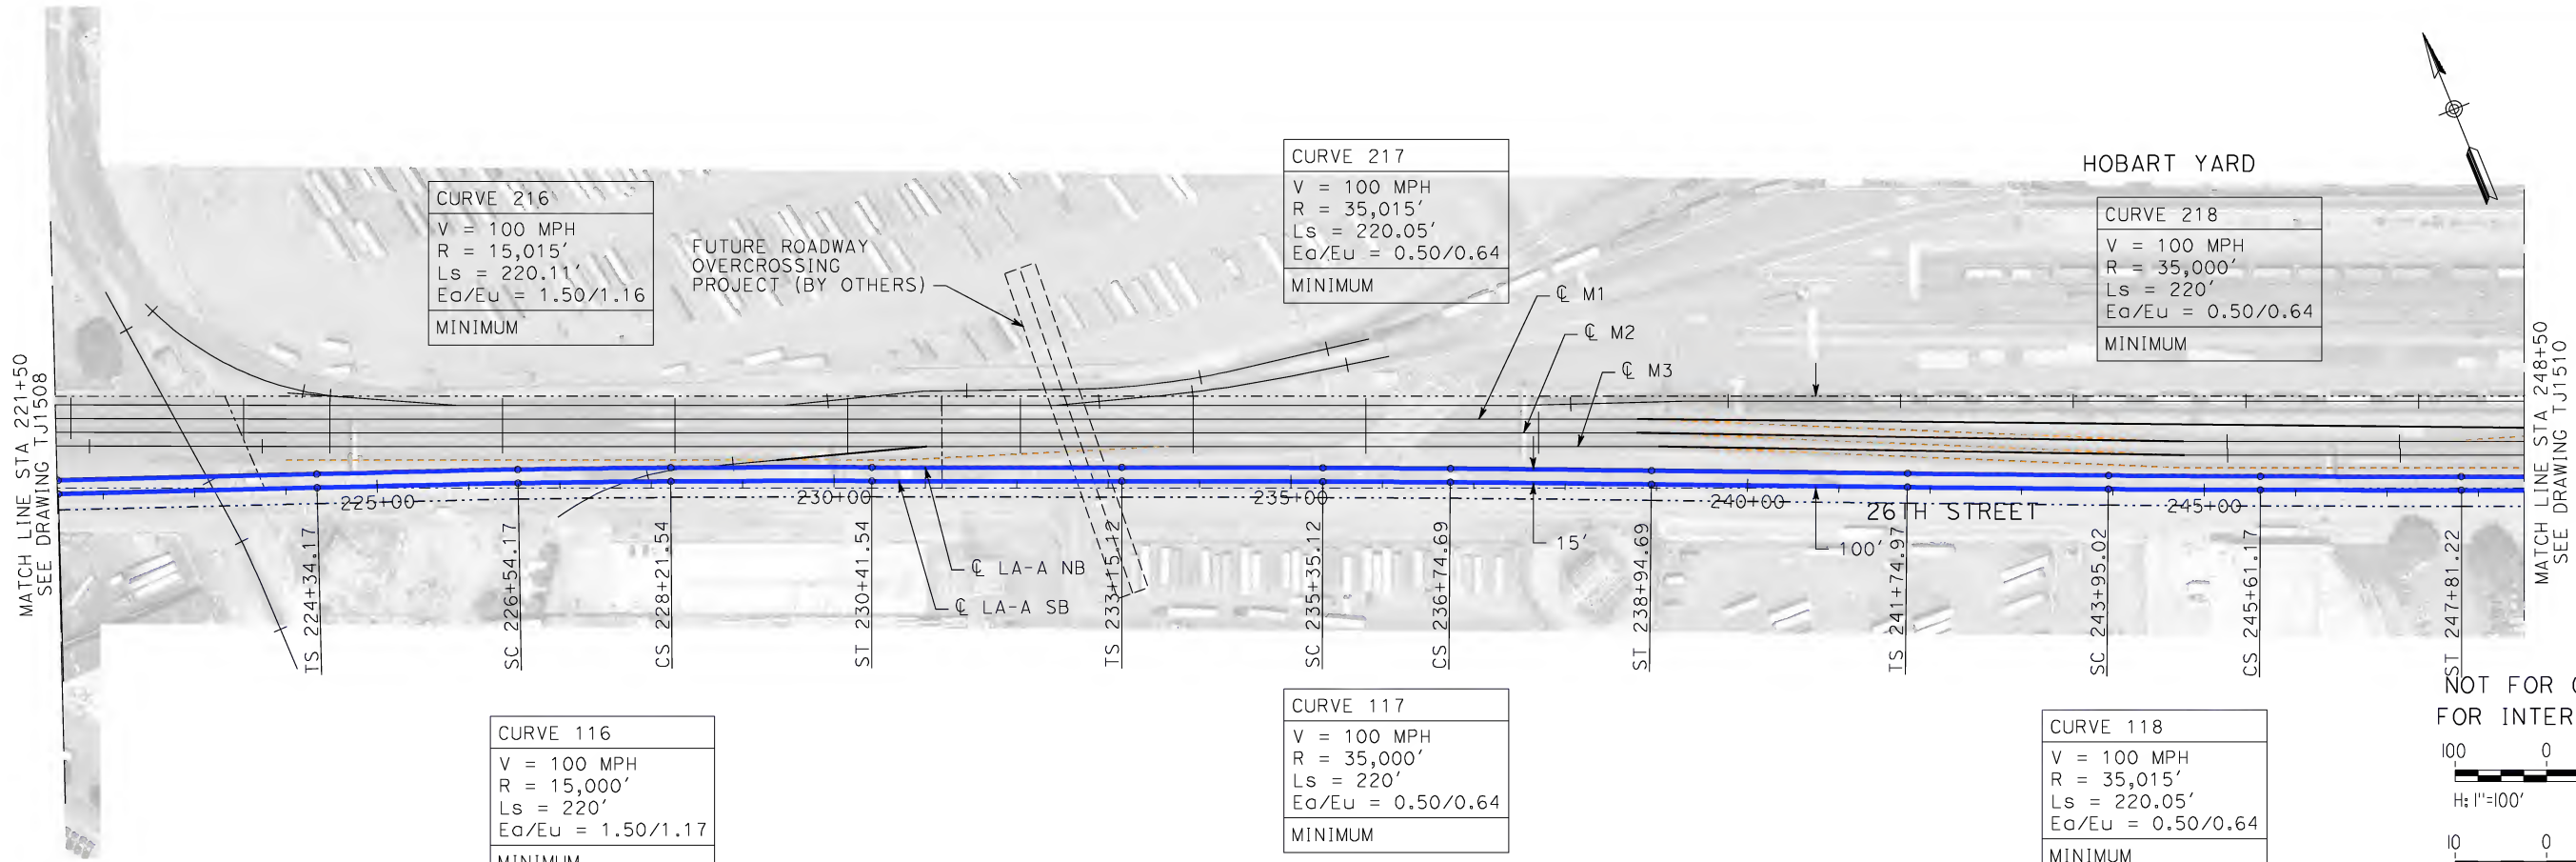 MATCH LINE STA 221+50
SEE DRAWING TJ1508
CURVE 216
V = 100 MPH
R = 15,015'
Ls = 220.11'
Ea/Eu = 1.50/1.16
MINIMUM
FUTURE ROADWAY
OVERCROSSING
PROJECT (BY OTHERS)
CURVE 217
V = 100 MPH
R = 35,015'
Ls = 220.05'
Ea/Eu = 0.50/0.64
MINIMUM
HOBART YARD
CURVE 218
V = 100 MPH
R = 35,000'
Ls = 220'
Ea/Eu = 0.50/0.64
MINIMUM
℄ M1
℄ M2
℄ M3
MATCH LINE STA 248+50
SEE DRAWING TJ1510
225+00
230+00
235+00
240+00
245+00
26TH STREET
15'
100'
℄ LA-A NB
℄ LA-A SB
TS 224+34.17
SC 226+54.17
CS 228+21.54
ST 230+41.54
TS 233+15.12
SC 235+35.12
CS 236+74.69
ST 238+94.69
TS 241+74.97
SC 243+95.02
CS 245+61.17
ST 247+81.22
CURVE 116
V = 100 MPH
R = 15,000'
Ls = 220'
Ea/Eu = 1.50/1.17
MINIMUM
CURVE 117
V = 100 MPH
R = 35,000'
Ls = 220'
Ea/Eu = 0.50/0.64
MINIMUM
CURVE 118
V = 100 MPH
R = 35,015'
Ls = 220.05'
Ea/Eu = 0.50/0.64
MINIMUM
NOT FOR
FOR INTER
100 0
H: 1"=100'
10 0